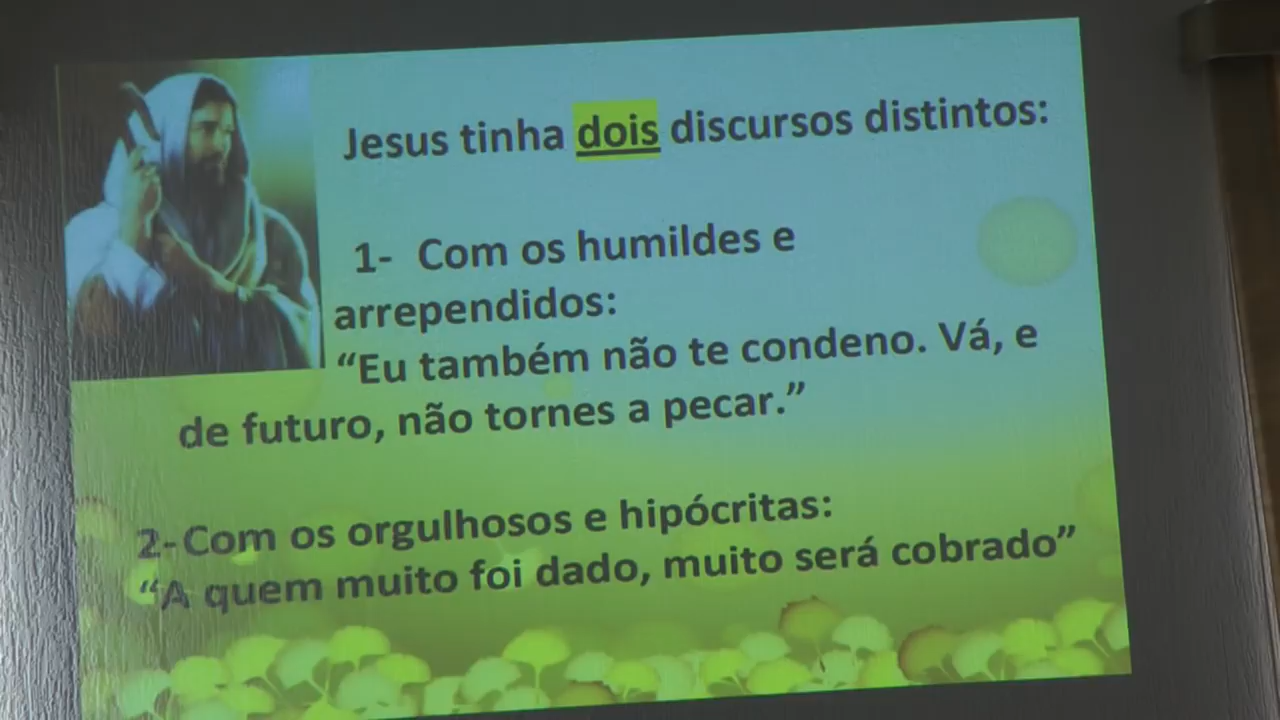 Jesus tinha dois discursos distintos:
1- Com os humildes e
arrependidos:
“Eu também não te condeno. Vá, e
de futuro, não tornes a pecar.”
2-Com os orgulhosos e hipócritas:
“A quem muito foi dado, muito será cobrado”